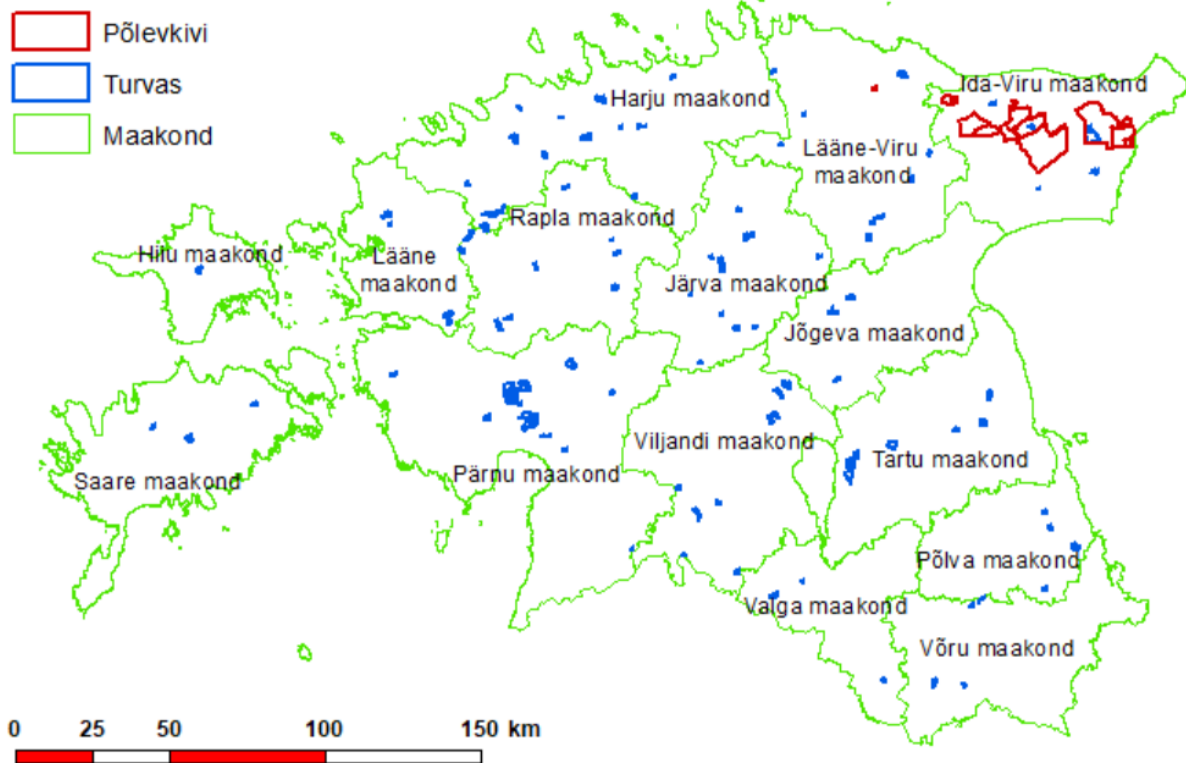 Põlevkivi
Turvas
Maakond
Ida-Viru maakond
Harju maakond
Lääne-Viru
maakond
Rapla maakond
Hiiu maakond
Lääne
maakond
Järva maakond
Jõgeva maakond
Viljandi maakond
Tartu maakond
Pärnu maakond
Saare maakond
Põlva maakond
Valga maakond
Võru maakond
0 25 50 100 150 km